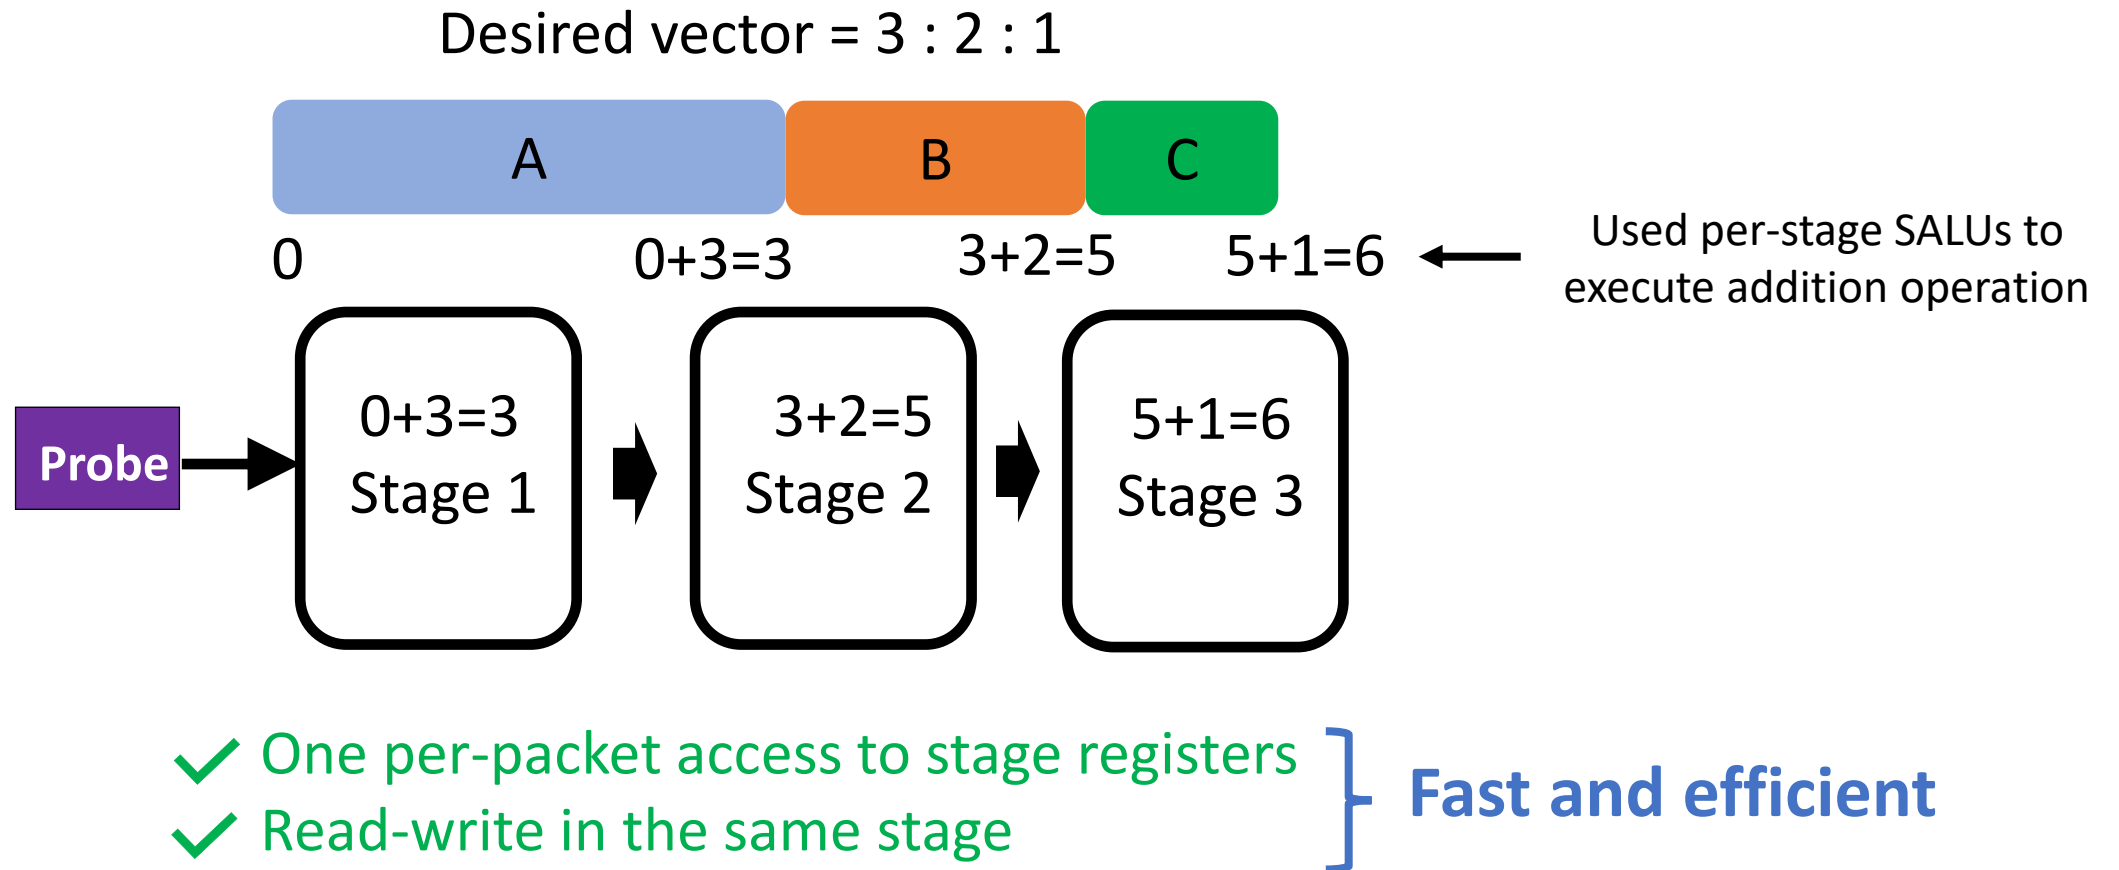 Desired vector = 3 : 2 : 1
A
B
C
0
0+3=3
3+2=5
5+1=6
Used per-stage SALUs to
execute addition operation
Probe
0+3=3
Stage 1
3+2=5
Stage 2
5+1=6
Stage 3
One per-packet access to stage registers
Read-write in the same stage
Fast and efficient